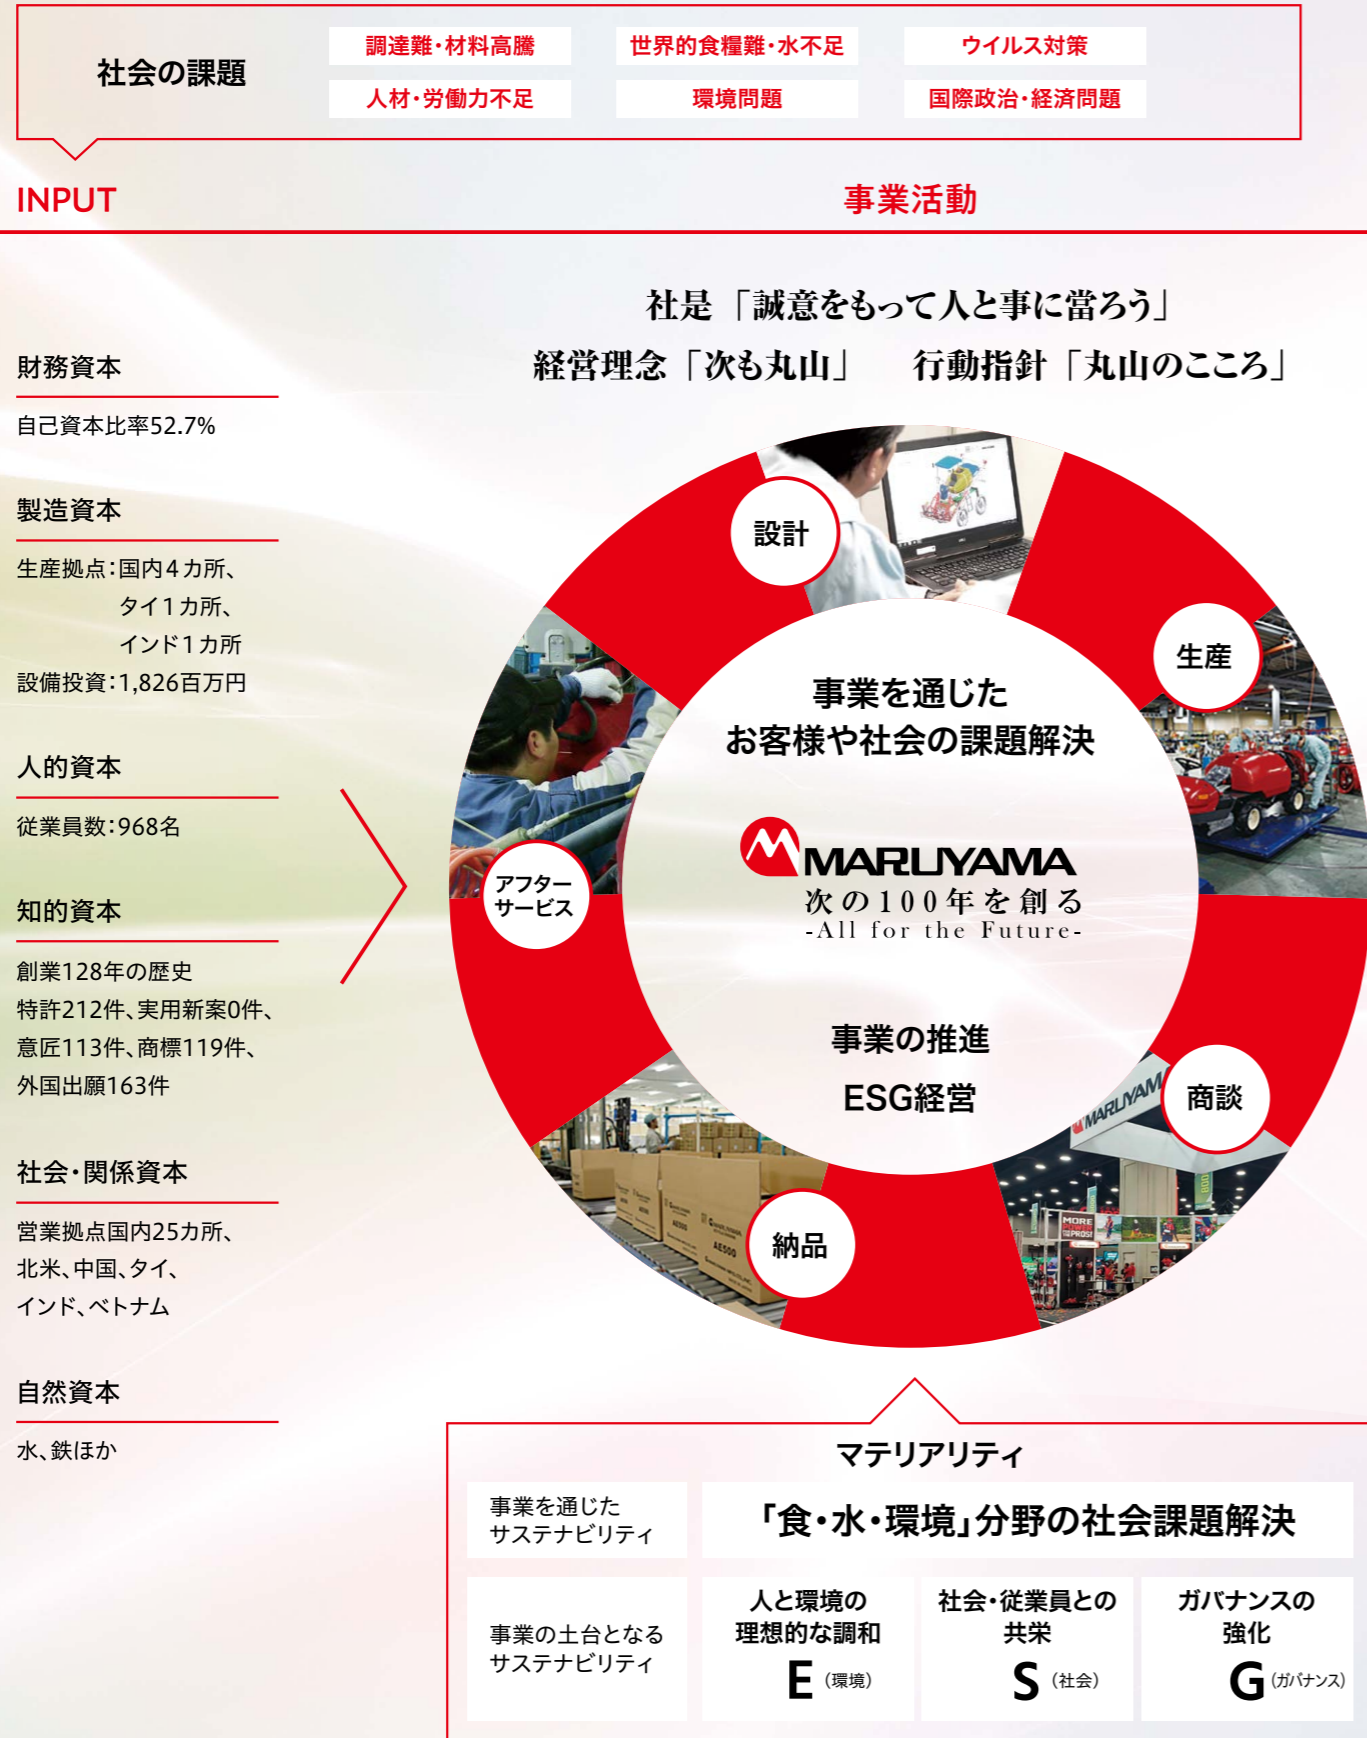 社会の課題
調達難・材料高騰
世界的食糧難・水不足
ウイルス対策
人材・労働力不足
環境問題
国際政治・経済問題
INPUT
事業活動
社是「誠意をもって人と事に當ろう」
経営理念「次も丸山」 行動指針「丸山のこころ」
財務資本
自己資本比率52.7%
製造資本
生産拠点:国内4カ所、
タイ1カ所、
インド1カ所
設備投資:1,826百万円
人的資本
従業員数:968名
知的資本
創業128年の歴史
特許212件、実用新案0件、
意匠113件、商標119件、
外国出願163件
社会・関係資本
営業拠点国内25カ所、
北米、中国、タイ、
インド、ベトナム
自然資本
水、鉄ほか
設計
生産
商談
納品
アフター
サービス
事業を通じた
お客様や社会の課題解決
MARUYAMA
次の100年を創る
-All for the Future-
事業の推進
ESG経営
MARUYAM
MORE
POWER
PROS!
AE500
AE500
マテリアリティ
事業を通じた
サステナビリティ
「食・水・環境」分野の社会課題解決
事業の土台となる
サステナビリティ
人と環境の
理想的な調和
E（環境）
社会・従業員との
共栄
S（社会）
ガバナンスの
強化
G（ガバナンス）